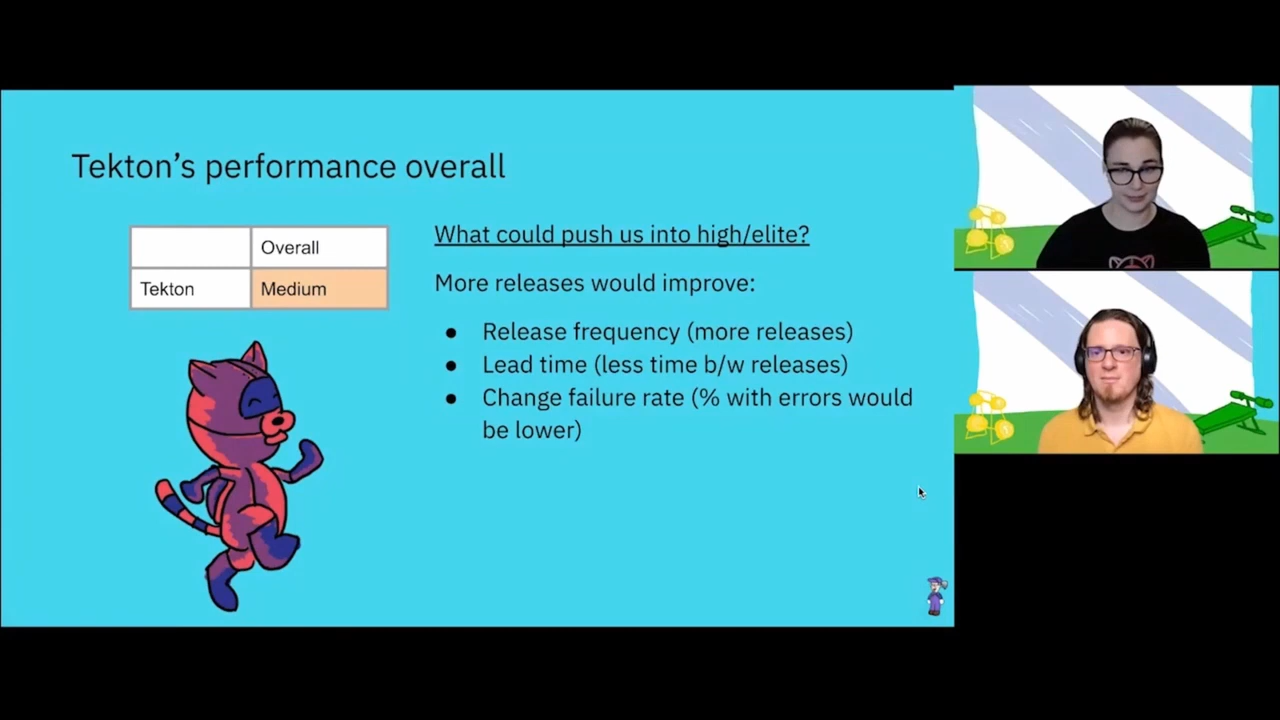 Tekton's performance overall
Overall
Tekton Medium
What could push us into high/elite?
More releases would improve:
● Release frequency (more releases)
● Lead time (less time b/w releases)
● Change failure rate (% with errors would
be lower)